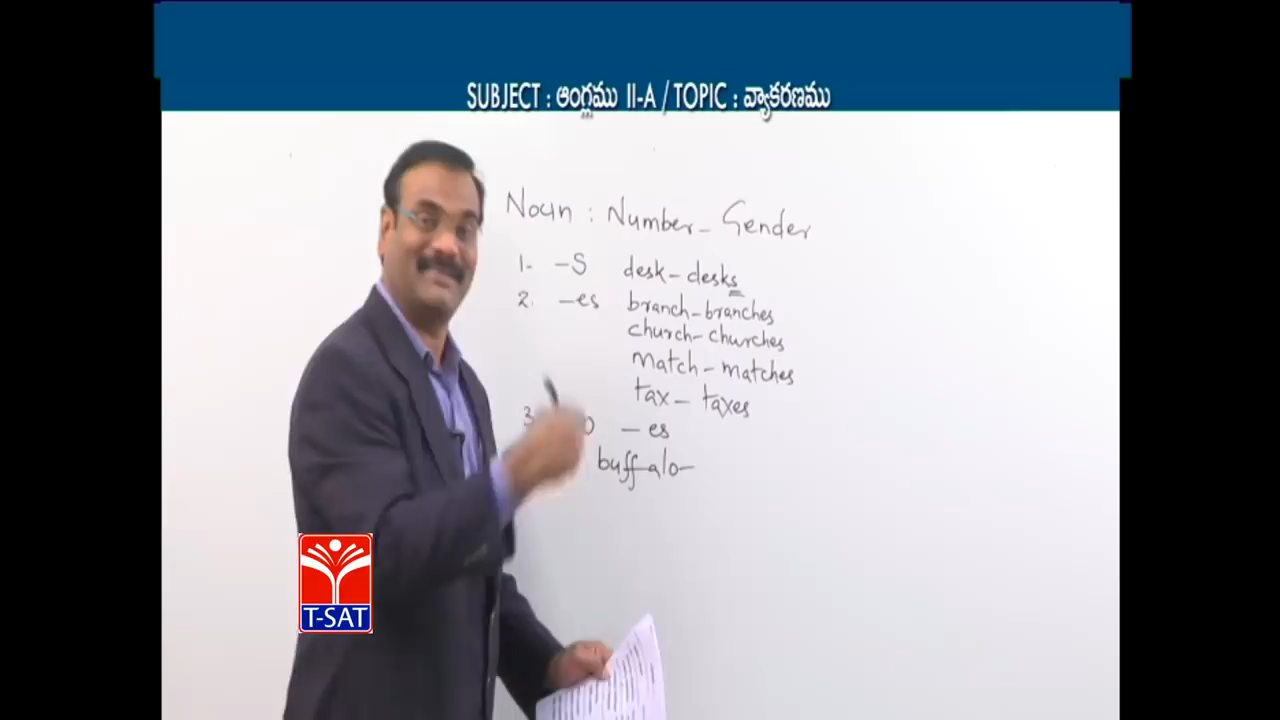 SUBJECT : ఆంగ్లము II-A / TOPIC : వ్యాకరణము
Noun : Number - Gender
1- -S desk - desks
2. -es branch - branches
church - churches
match - matches
tax - taxes
3 o - es
buffalo -
T-SAT